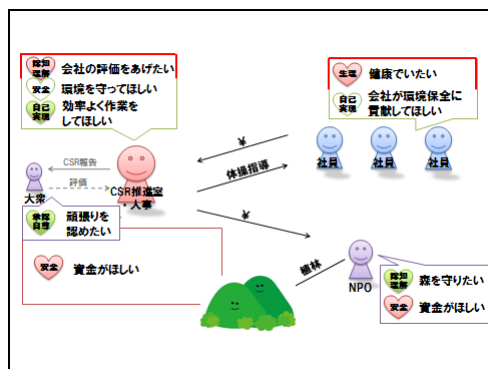 認知
理解
会社の評価をあげたい
安全
環境を守ってほしい
自己
実現
効率よく作業を
してほしい
生理
健康でいたい
自己
実現
会社が環境保全に
貢献してほしい
¥
社員
社員
社員
CSR報告
評価
大衆
CSR推進室
・人事
体操指導
¥
承認
自尊
頑張りを
認めたい
安全
資金がほしい
植林
NPO
認知
理解
森を守りたい
安全
資金がほしい